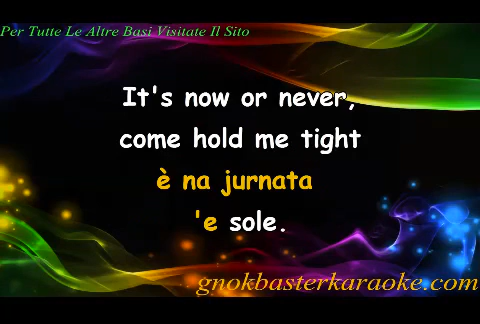 Per Tutte Le Altre Basi Visitate Il Sito
It's now or never,
come hold me tight
è na jurnata
'e sole.
gnokbasterkaraoke.com